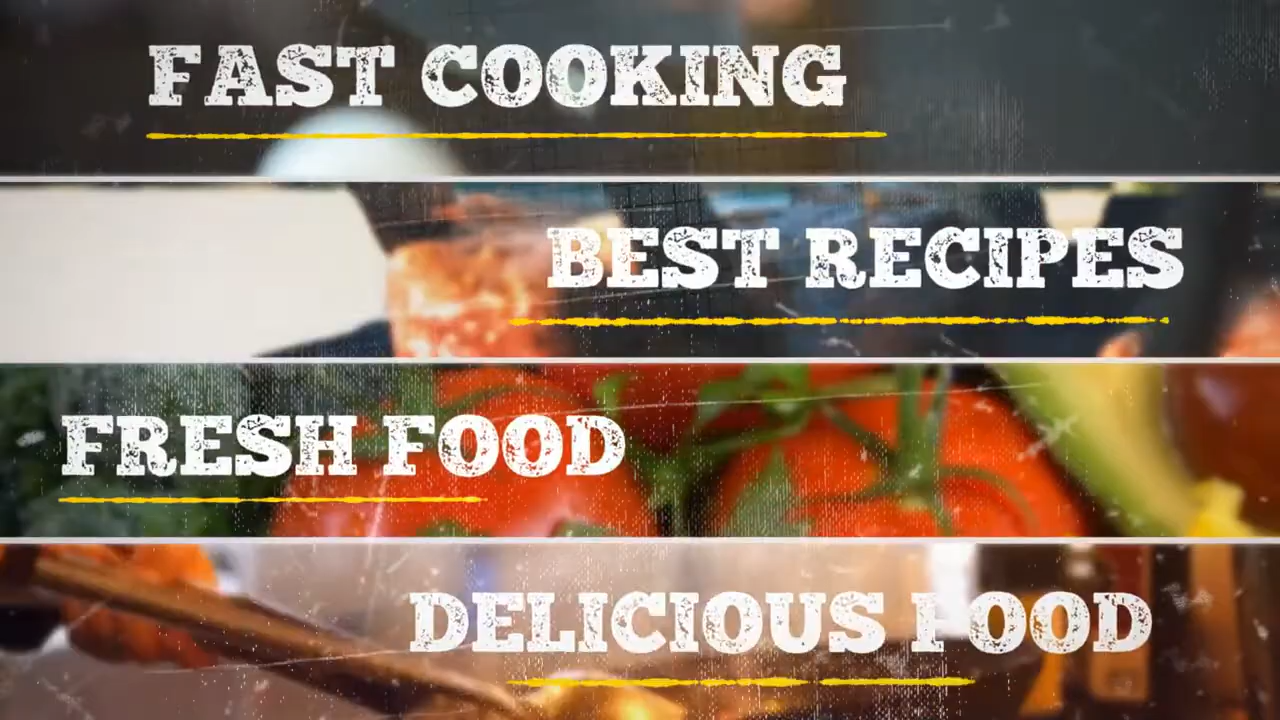 FAST COOKING
BEST RECIPES
FRESH FOOD
DELICIOUS FOOD